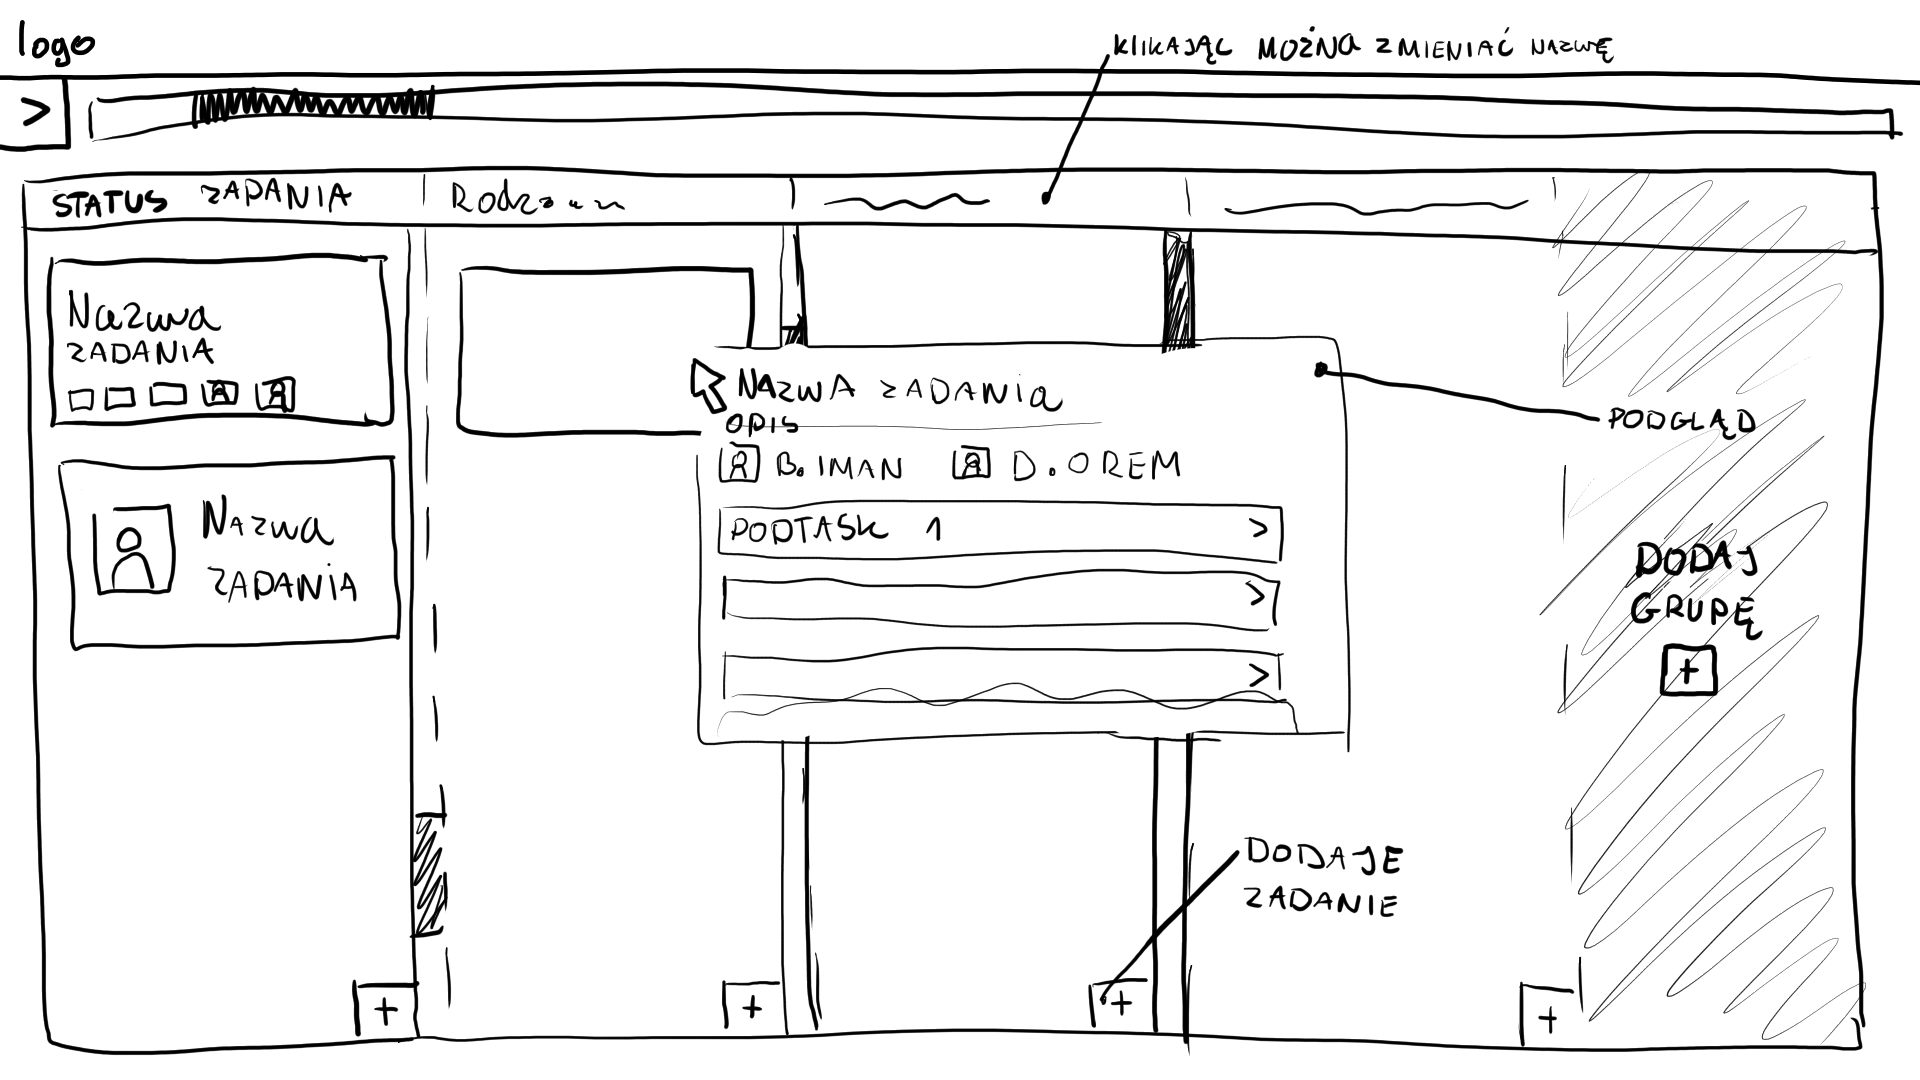 logo
KLIKAJĄC MOŻNA ZMIENIAĆ NAZWĘ
>
STATUS ZADANIA
Nazwa
ZADANIA
NAZWA ZADANIA
OPIS
B. IMAN D. OREM
PODTASK 1 >
>
>
PODGLĄD
Nazwa
ZADANIA
DODAJ
GRUPĘ
+
DODAJE
ZADANIE
+ + + +